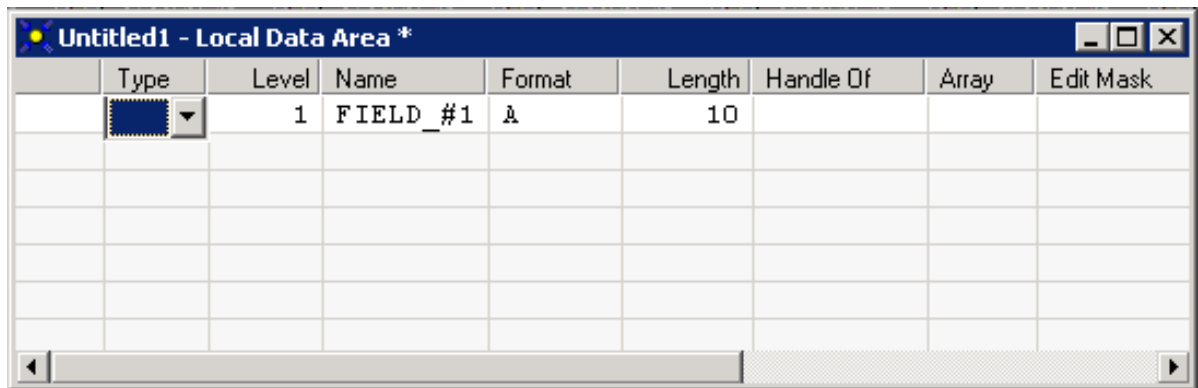 Untitled1 - Local Data Area *
Type Level Name Format Length Handle Of Array Edit Mask
1 FIELD_#1 A 10